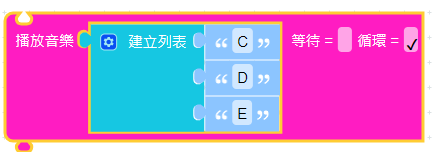 播放音樂 建立列表 “ C ” 等待 = 循環 = ✓
“ D ”
“ E ”